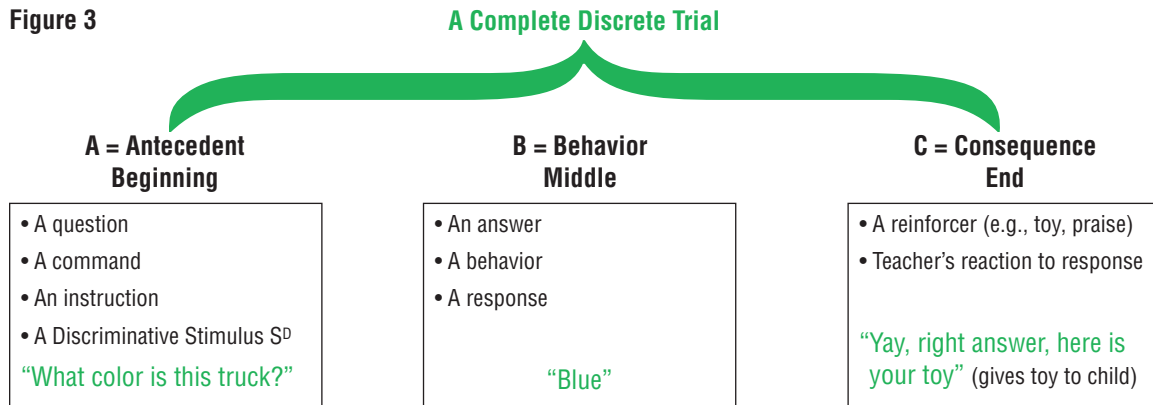 Figure 3
A Complete Discrete Trial
A = Antecedent
Beginning
• A question
• A command
• An instruction
• A Discriminative Stimulus Sᴰ
“What color is this truck?”
B = Behavior
Middle
• An answer
• A behavior
• A response
“Blue”
C = Consequence
End
• A reinforcer (e.g., toy, praise)
• Teacher’s reaction to response
“Yay, right answer, here is
your toy” (gives toy to child)